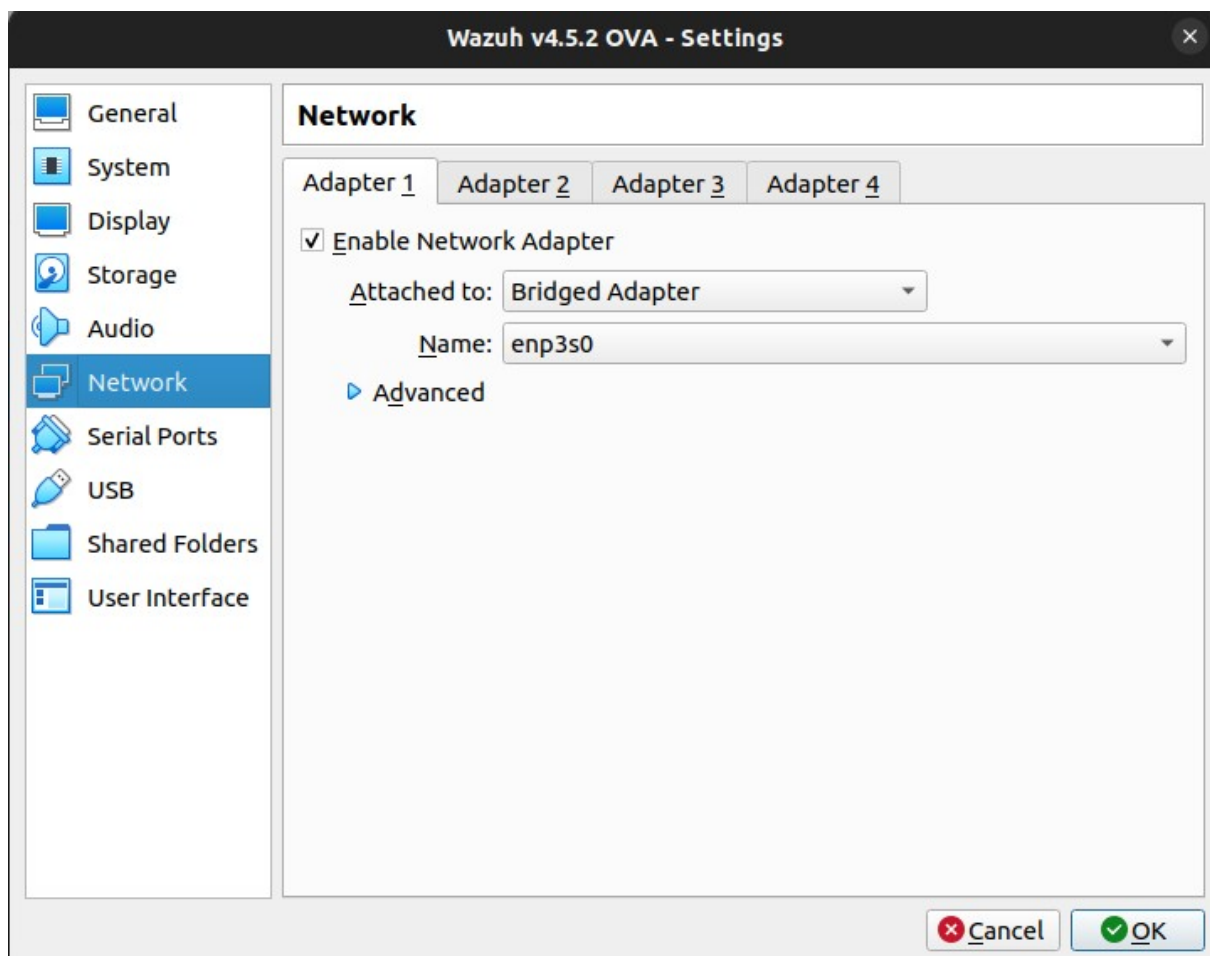 Wazuh v4.5.2 OVA - Settings
General
System
Display
Storage
Audio
Network
Serial Ports
USB
Shared Folders
User Interface
Network
Adapter 1 Adapter 2 Adapter 3 Adapter 4
Enable Network Adapter
Attached to: Bridged Adapter
Name: enp3s0
Advanced
Cancel OK